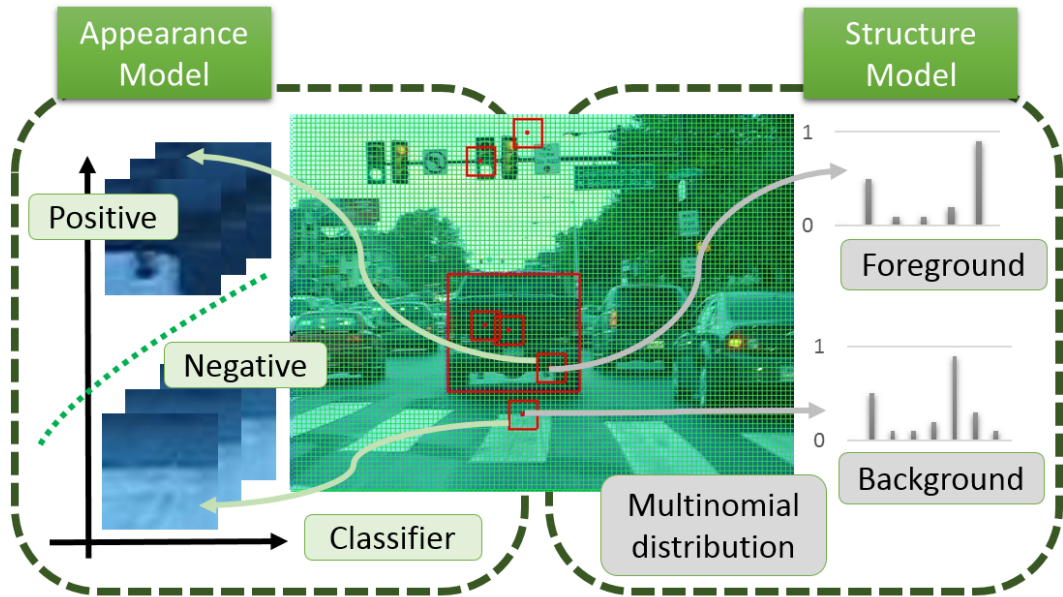 Appearance
Model
Structure
Model
1
0
Positive
Foreground
Negative
1
0
Background
Classifier
Multinomial
distribution